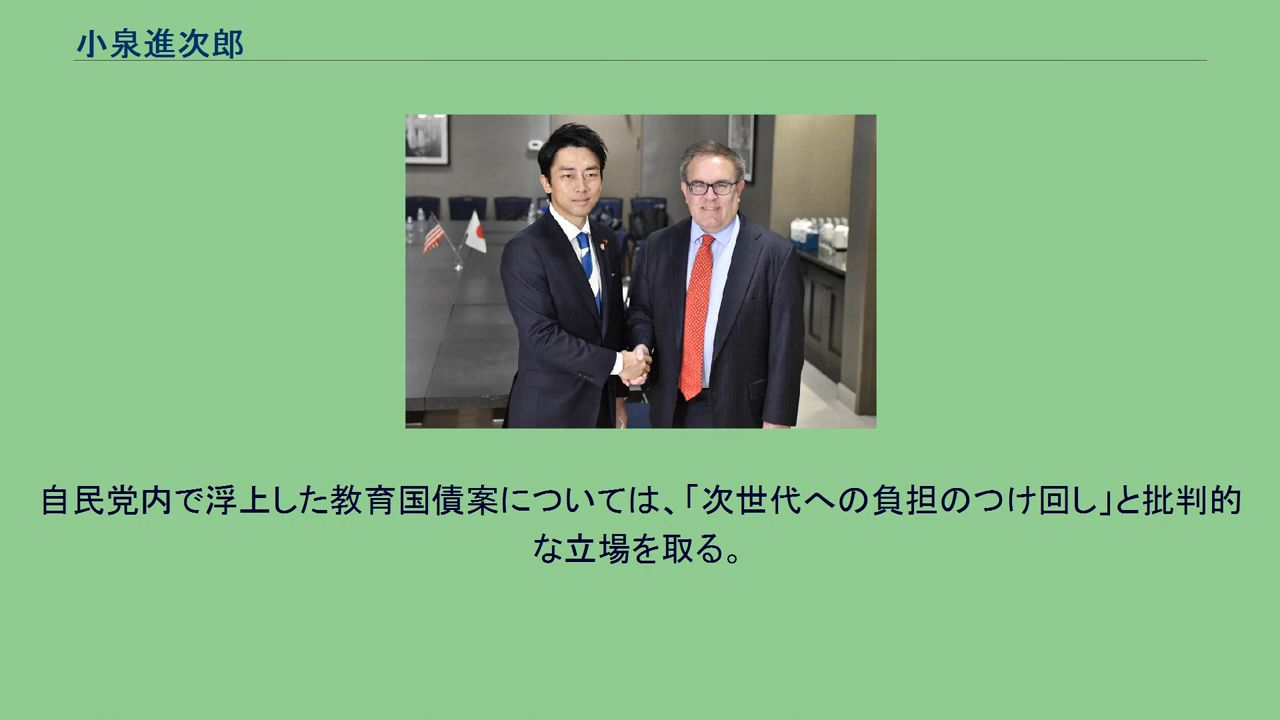 小泉進次郎
自民党内で浮上した教育国債案については、「次世代への負担のつけ回し」と批判的
な立場を取る。